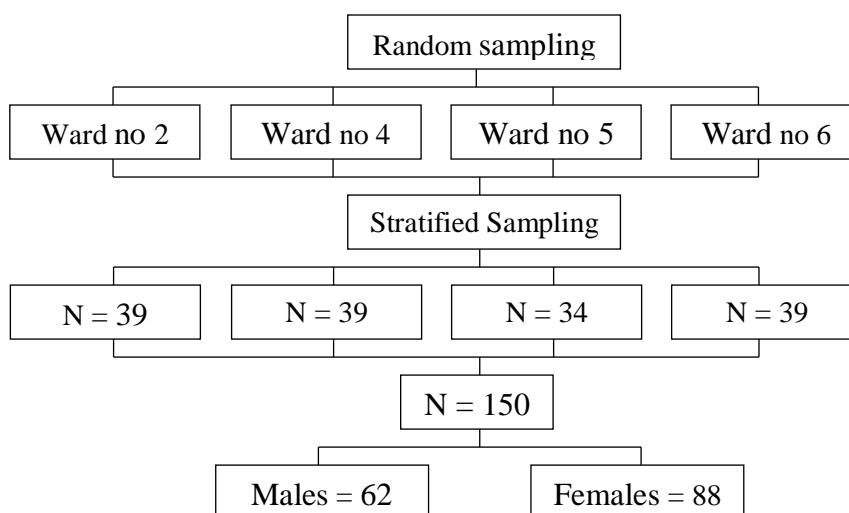 Random sampling
Ward no 2
Ward no 4
Ward no 5
Ward no 6
Stratified Sampling
N = 39
N = 39
N = 34
N = 39
N = 150
Males = 62
Females = 88